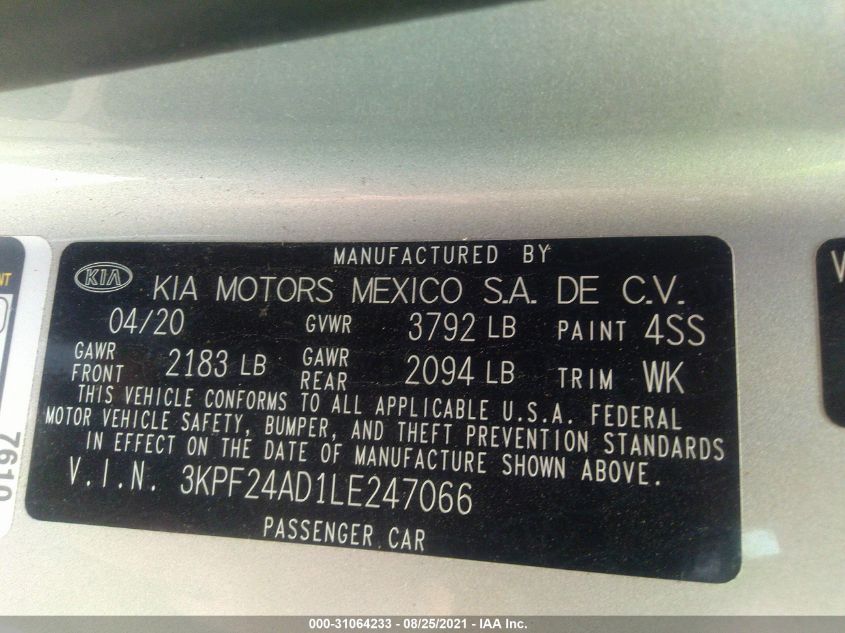 MANUFACTURED BY
KIA KIA MOTORS MEXICO S.A. DE C.V.
04/20 GVWR 3792 LB PAINT 4SS
GAWR FRONT 2183 LB GAWR REAR 2094 LB TRIM WK
THIS VEHICLE CONFORMS TO ALL APPLICABLE U.S.A. FEDERAL
MOTOR VEHICLE SAFETY, BUMPER, AND THEFT PREVENTION STANDARDS
IN EFFECT ON THE DATE OF MANUFACTURE SHOWN ABOVE.
V.I.N. 3KPF24AD1LE247066
PASSENGER CAR
NT
7610
V
000-31064233 - 08/25/2021 - IAA Inc.